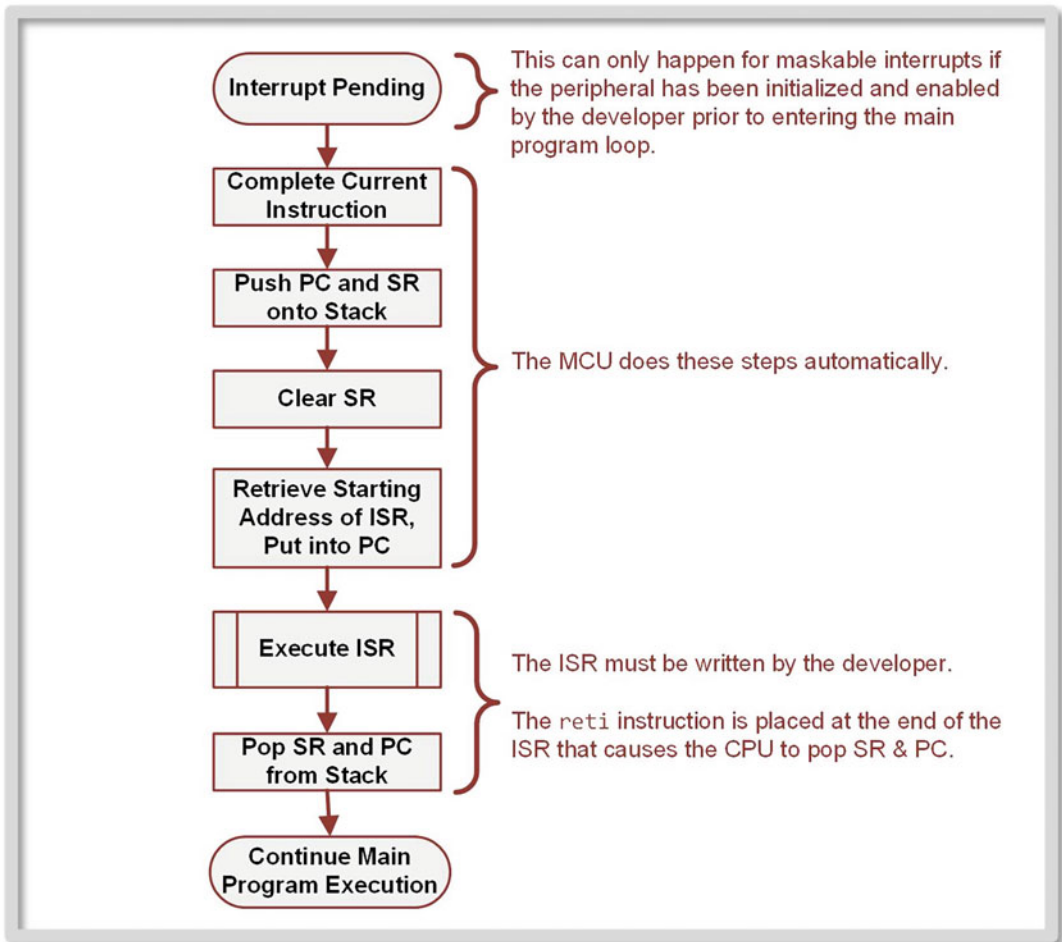 Interrupt Pending
This can only happen for maskable interrupts if
the peripheral has been initialized and enabled
by the developer prior to entering the main
program loop.
Complete Current
Instruction
Push PC and SR
onto Stack
The MCU does these steps automatically.
Clear SR
Retrieve Starting
Address of ISR,
Put into PC
Execute ISR
The ISR must be written by the developer.
The reti instruction is placed at the end of the
ISR that causes the CPU to pop SR & PC.
Pop SR and PC
from Stack
Continue Main
Program Execution